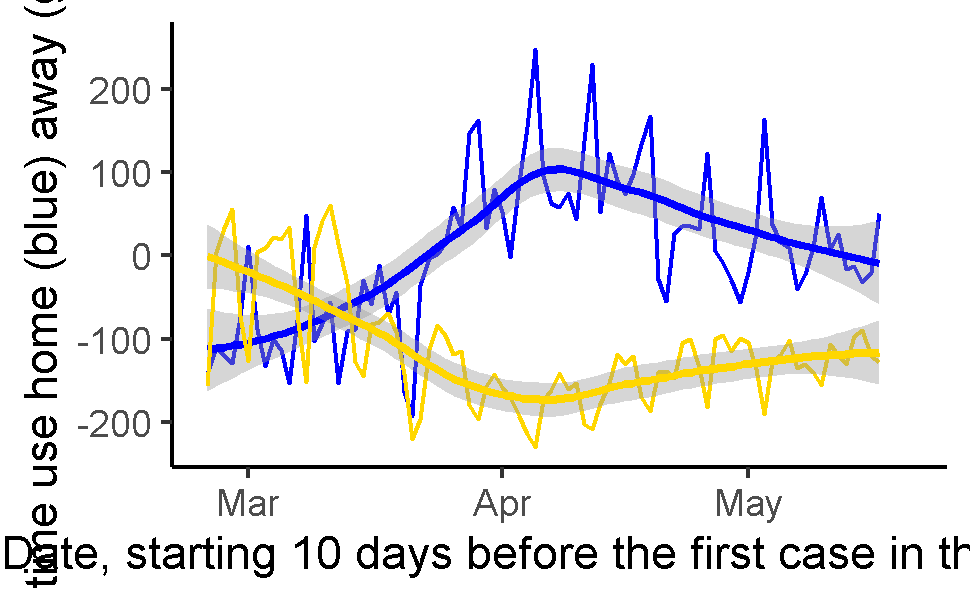 time use home (blue) away (
200
100
0
-100
-200
Mar Apr May
Date, starting 10 days before the first case in th